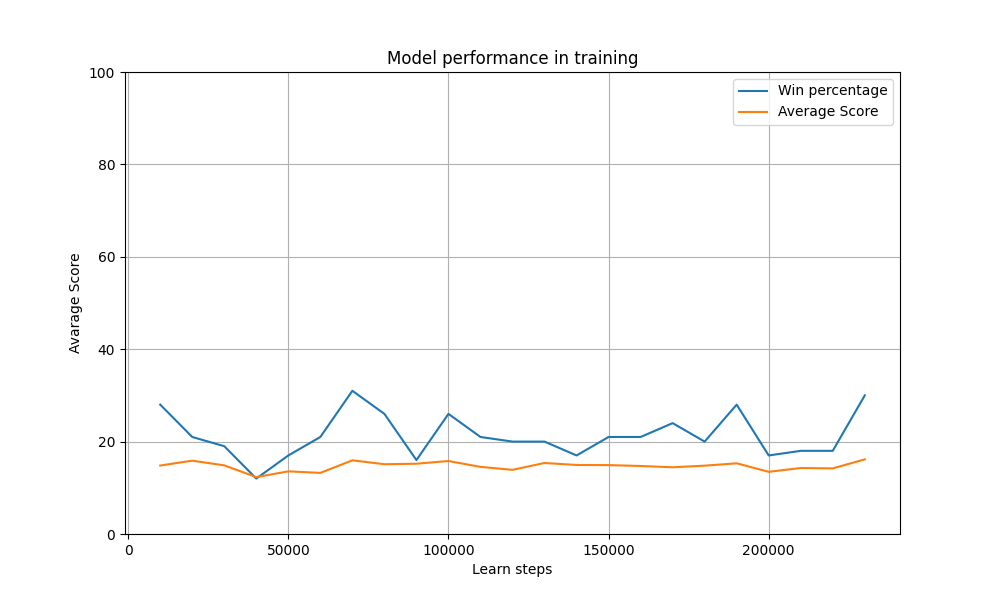 Model performance in training
100
Win percentage
Average Score
80
60
Avarage Score
40
20
0
0 50000 100000 150000 200000
Learn steps